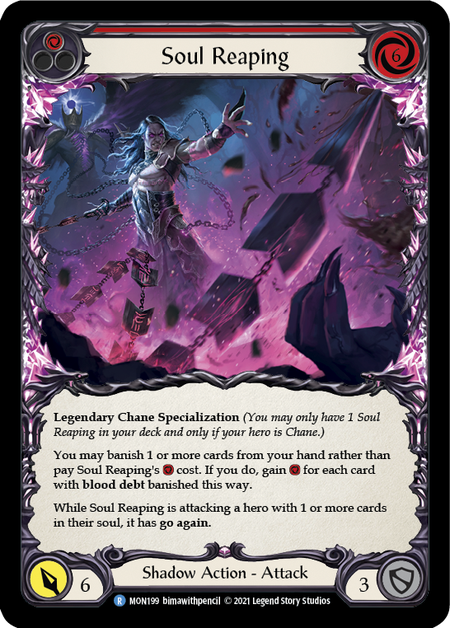 Soul Reaping
6
Legendary Chane Specialization (You may only have 1 Soul
Reaping in your deck and only if your hero is Chane.)
You may banish 1 or more cards from your hand rather than
pay Soul Reaping's cost. If you do, gain for each card
with blood debt banished this way.
While Soul Reaping is attacking a hero with 1 or more cards
in their soul, it has go again.
6
Shadow Action - Attack
3
R MON199 bimawithpencil © 2021 Legend Story Studios